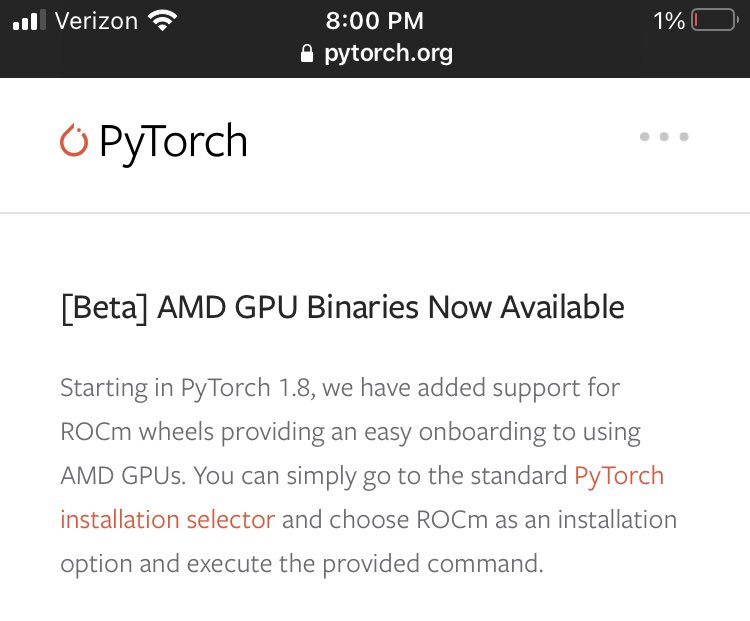 Verizon 8:00 PM 1%
pytorch.org
PyTorch
[Beta] AMD GPU Binaries Now Available
Starting in PyTorch 1.8, we have added support for
ROCm wheels providing an easy onboarding to using
AMD GPUs. You can simply go to the standard PyTorch
installation selector and choose ROCm as an installation
option and execute the provided command.